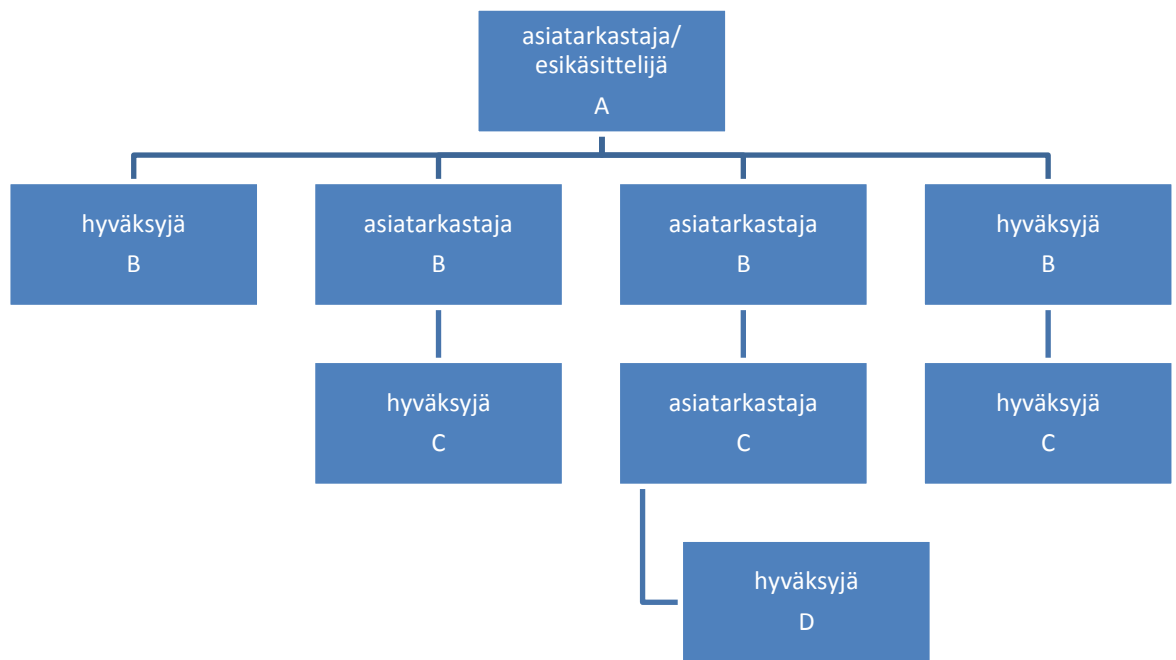 asiatarkastaja/
esikäsittelijä
A
hyväksyjä
B
asiatarkastaja
B
asiatarkastaja
B
hyväksyjä
B
hyväksyjä
C
asiatarkastaja
C
hyväksyjä
C
hyväksyjä
D